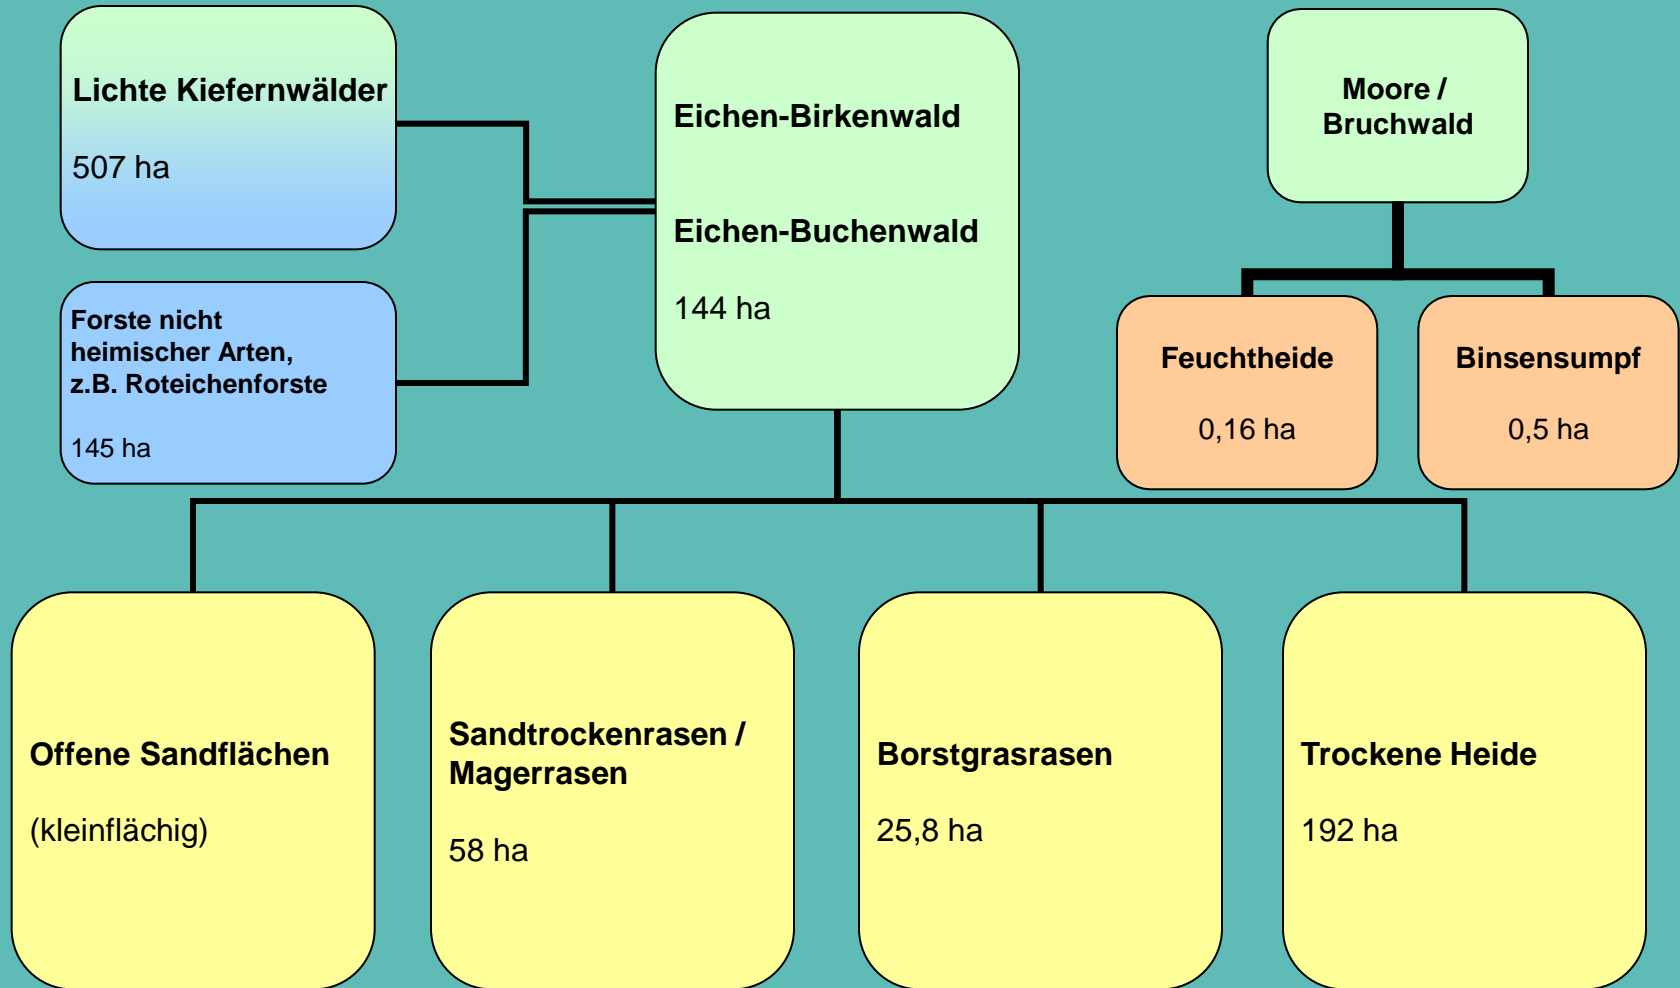 Lichte Kiefernwälder
507 ha
Forste nicht
heimischer Arten,
z.B. Roteichenforste
145 ha
Eichen-Birkenwald
Eichen-Buchenwald
144 ha
Moore /
Bruchwald
Feuchtheide
0,16 ha
Binsensumpf
0,5 ha
Offene Sandflächen
(kleinflächig)
Sandtrockenrasen /
Magerrasen
58 ha
Borstgrasrasen
25,8 ha
Trockene Heide
192 ha